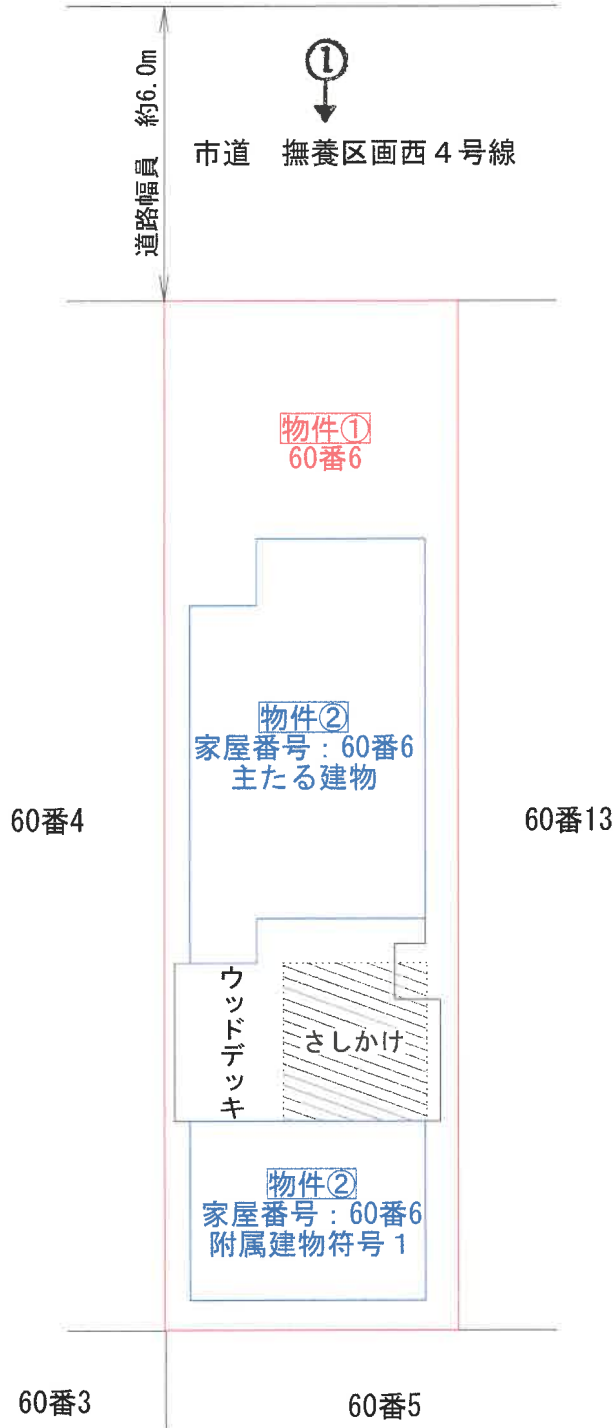 ①
道路幅員　約6.0m
市道　撫養区画西４号線
物件①
60番6
物件②
家屋番号：60番6
主たる建物
60番4
60番13
ウッドデッキ
さしかけ
物件②
家屋番号：60番6
附属建物符号１
60番3
60番5